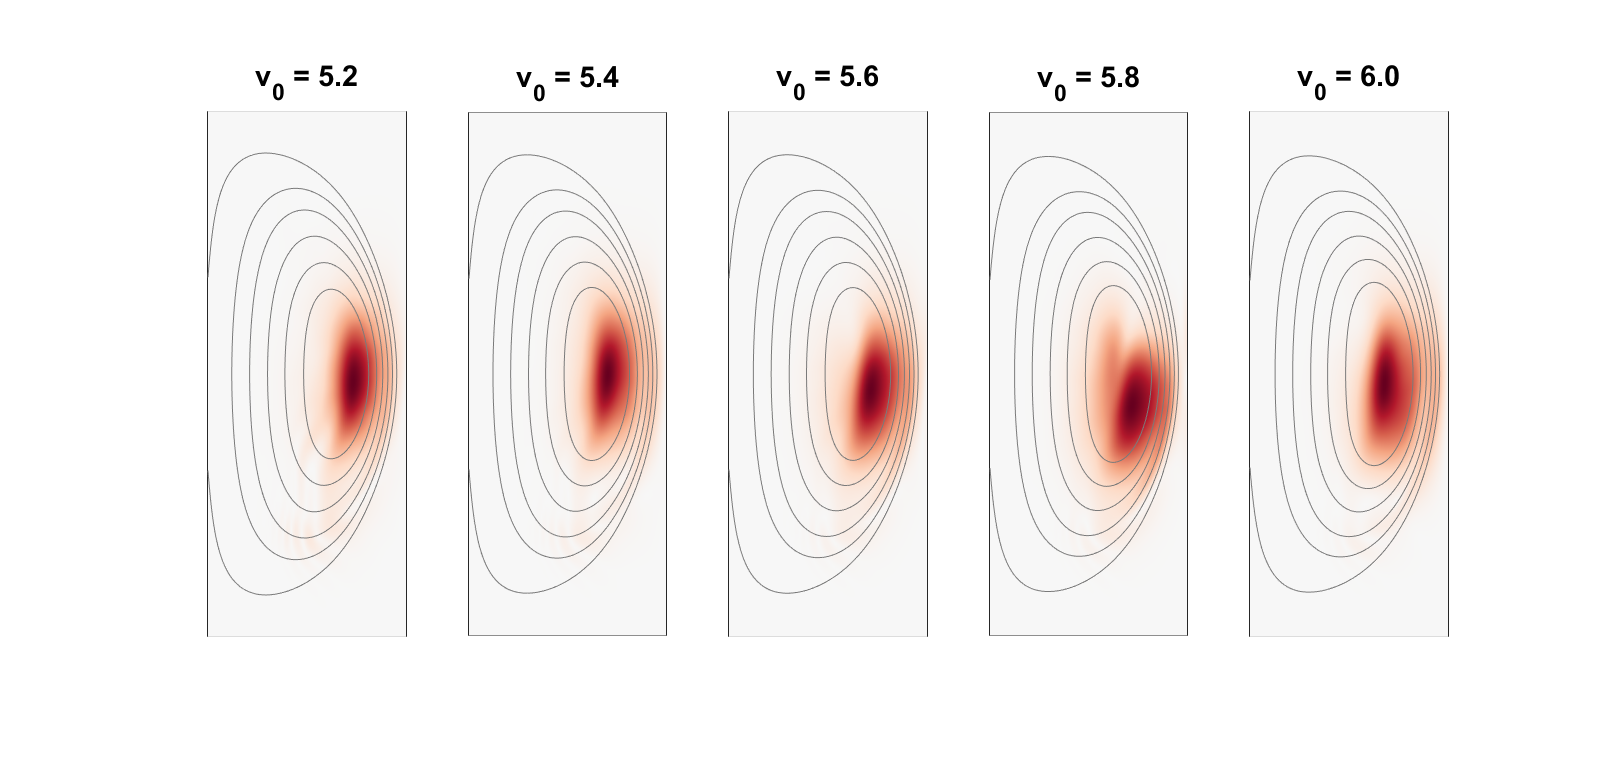 v0 = 5.2
v0 = 5.4
v0 = 5.6
v0 = 5.8
v0 = 6.0